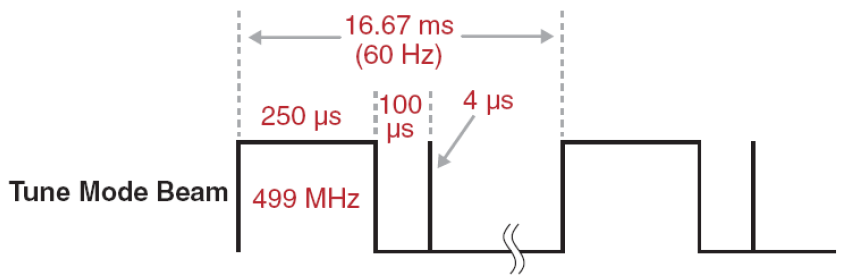 16.67 ms
(60 Hz)
250 µs
100
µs
4 µs
Tune Mode Beam
499 MHz